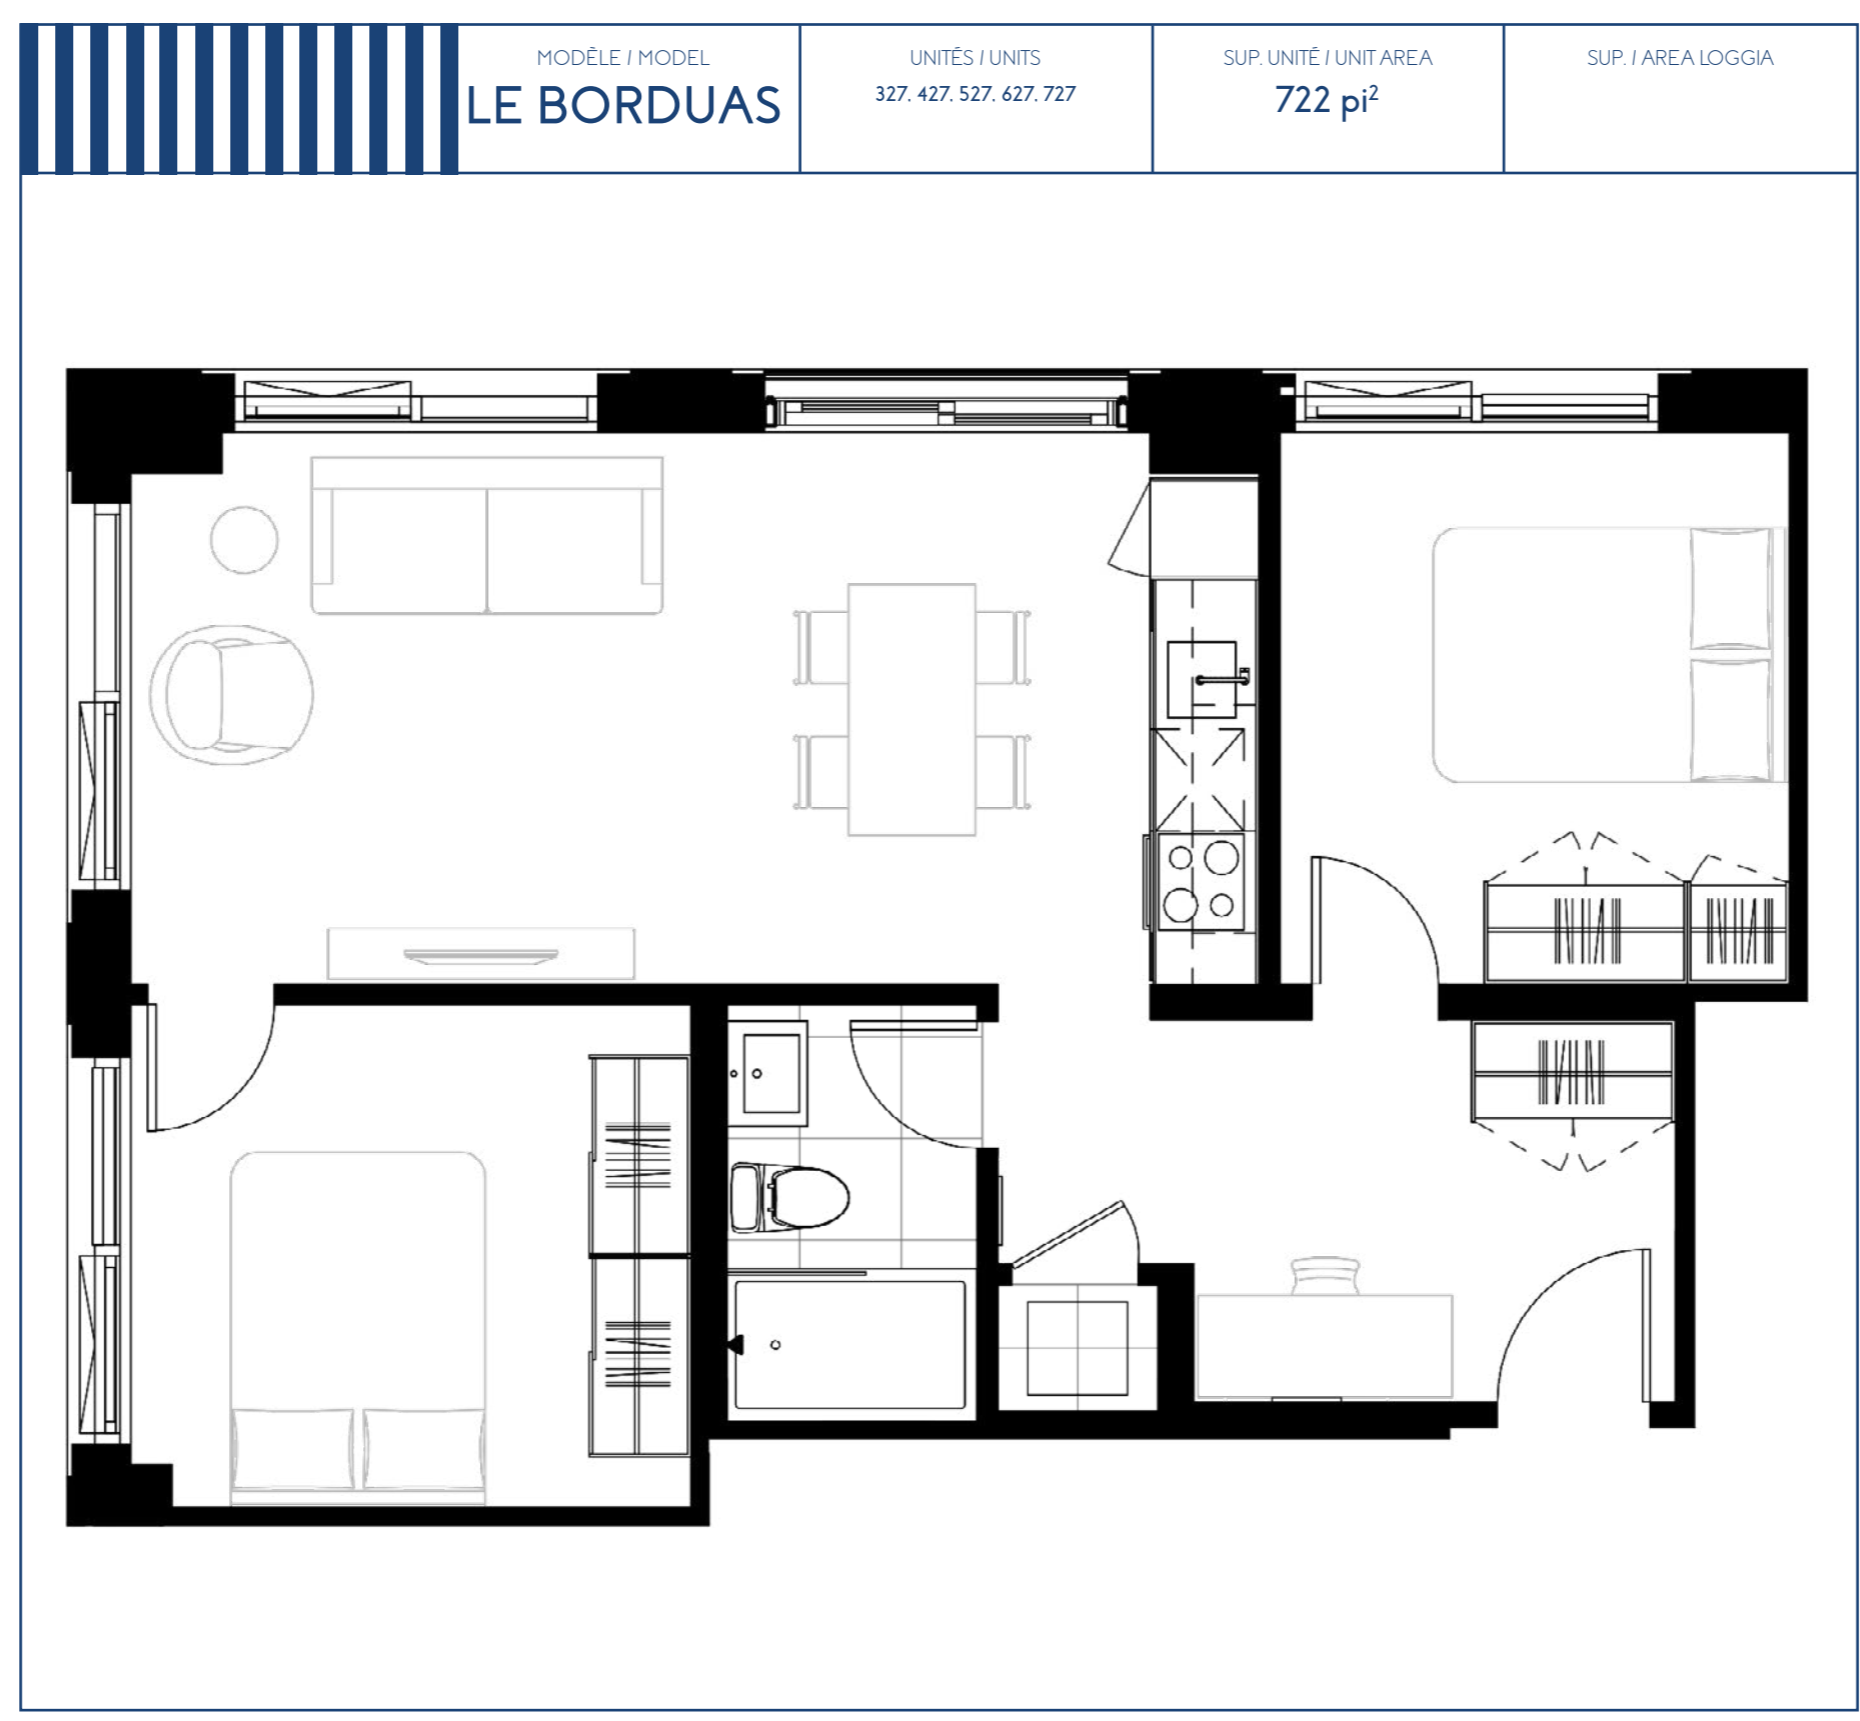 MODÈLE / MODEL
LE BORDUAS
UNITÉS / UNITS
327, 427, 527, 627, 727
SUP. UNITÉ / UNIT AREA
722 pi²
SUP. / AREA LOGGIA